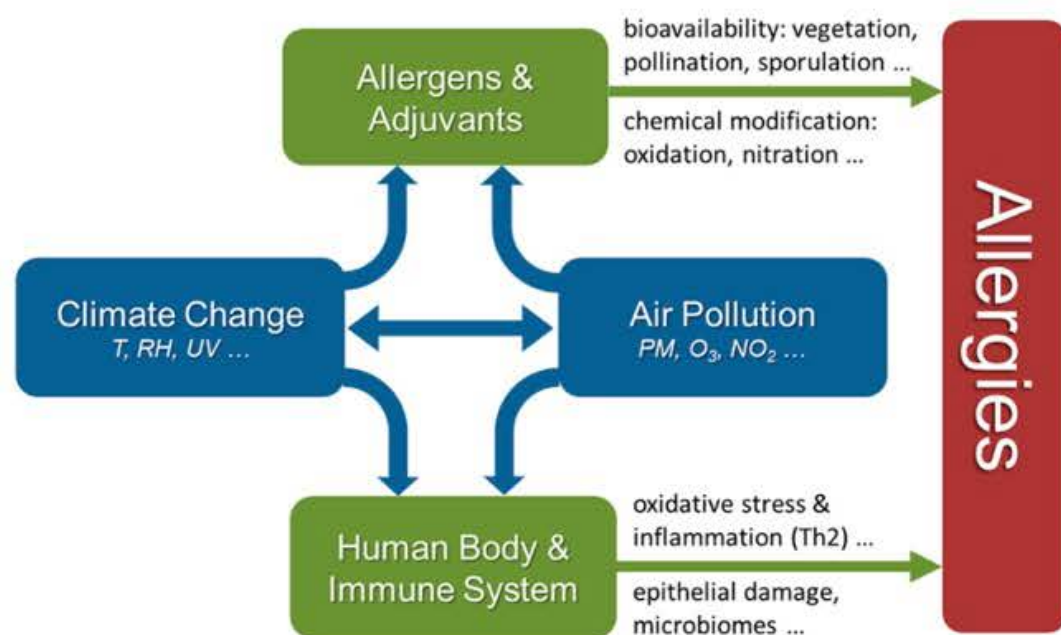 Allergens &
Adjuvants
bioavailability: vegetation,
pollination, sporulation ...
chemical modification:
oxidation, nitration ...
Climate Change
T, RH, UV ...
Air Pollution
PM, O₃, NO₂ ...
Human Body &
Immune System
oxidative stress &
inflammation (Th2) ...
epithelial damage,
microbiomes ...
Allergies